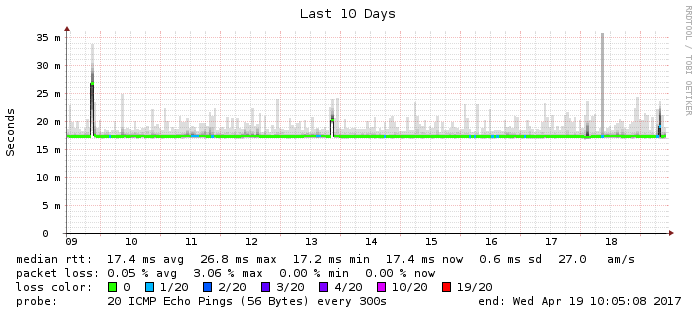 Last 10 Days
RRDTOOL / TOBI OETIKER
Seconds
35 m
30 m
25 m
20 m
15 m
10 m
5 m
0
09 10 11 12 13 14 15 16 17 18
median rtt: 17.4 ms avg 26.8 ms max 17.2 ms min 17.4 ms now 0.6 ms sd 27.0 am/s
packet loss: 0.05 % avg 3.06 % max 0.00 % min 0.00 % now
loss color: 0 1/20 2/20 3/20 4/20 10/20 19/20
probe: 20 ICMP Echo Pings (56 Bytes) every 300s end: Wed Apr 19 10:05:08 2017